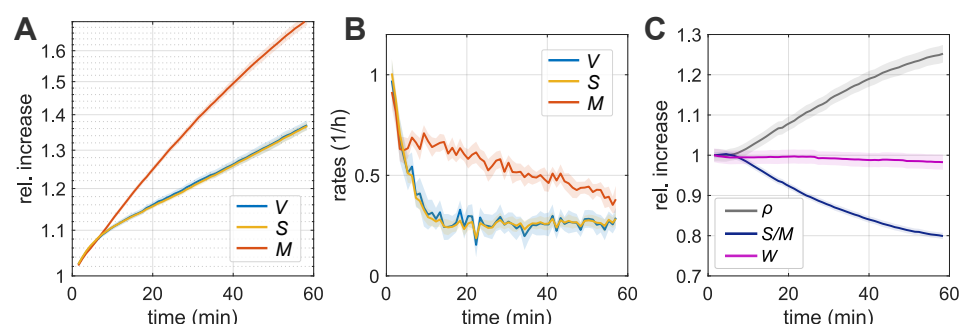 A
rel. increase
1.6
1.5
1.4
1.3
1.2
1.1
1
V
S
M
0
20
40
60
time (min)
B
rates (1/h)
1
0.5
0
V
S
M
0
20
40
60
time (min)
C
rel. increase
1.3
1.2
1.1
1
0.9
0.8
0.7
ρ
S/M
W
0
20
40
60
time (min)